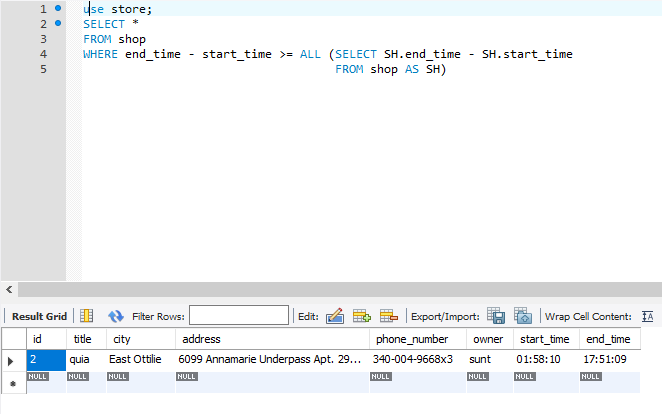 1 use store;
2 SELECT *
3 FROM shop
4 WHERE end_time - start_time >= ALL (SELECT SH.end_time - SH.start_time
5 FROM shop AS SH)
Result Grid Filter Rows: Edit: Export/Import: Wrap Cell Content: IA
id title city address phone_number owner start_time end_time
2 quia East Ottilie 6099 Annamarie Underpass Apt. 29... 340-004-9668x3 sunt 01:58:10 17:51:09
NULL NULL NULL NULL NULL NULL NULL NULL